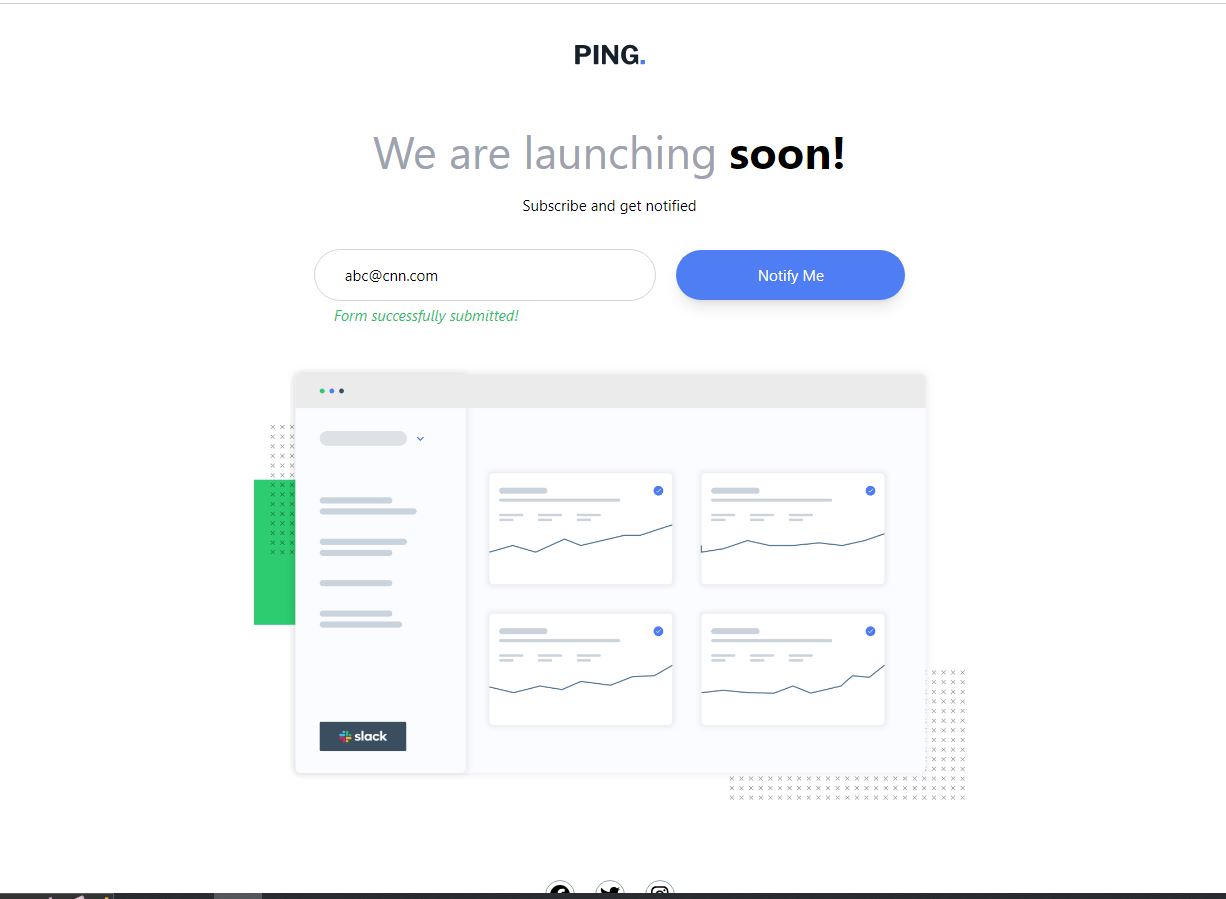 PING.
We are launching soon!
Subscribe and get notified
abc@cnn.com
Notify Me
Form successfully submitted!
slack